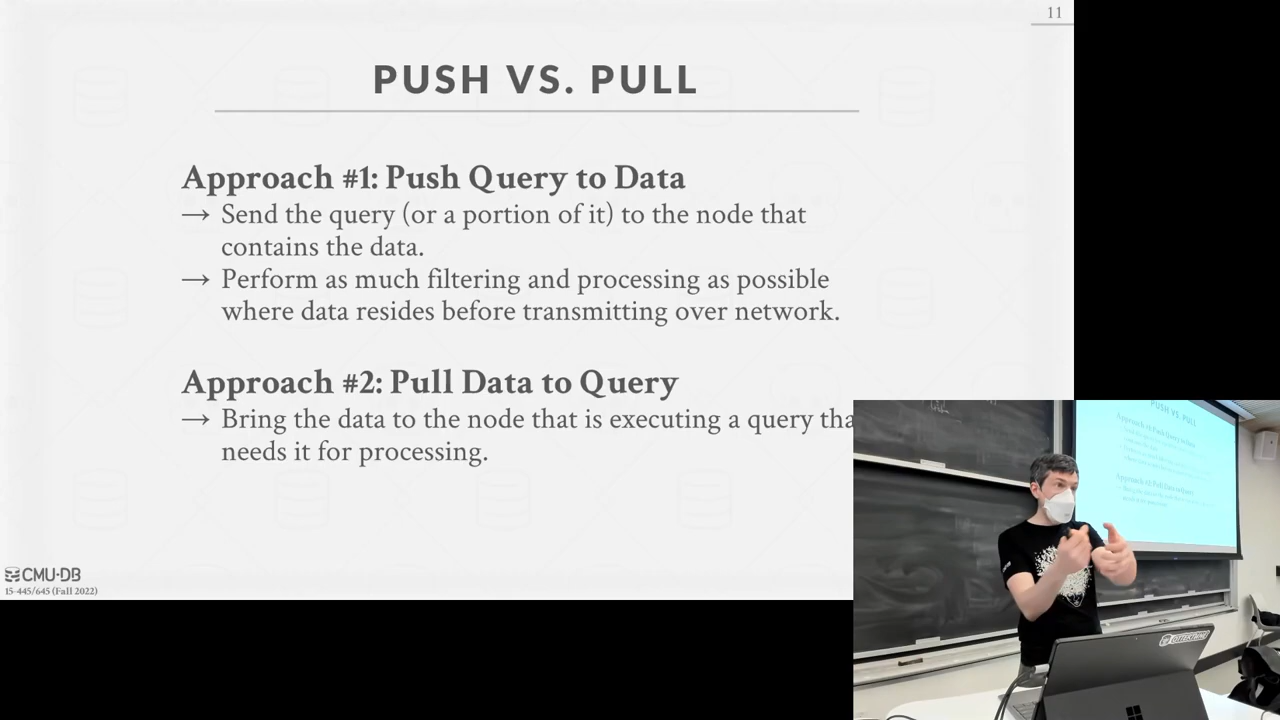 11
PUSH VS. PULL
Approach #1: Push Query to Data
→ Send the query (or a portion of it) to the node that
contains the data.
→ Perform as much filtering and processing as possible
where data resides before transmitting over network.
Approach #2: Pull Data to Query
→ Bring the data to the node that is executing a query
needs it for processing.
CMU·DB
15-445/645 (Fall 2022)
PUSH VS. PULL